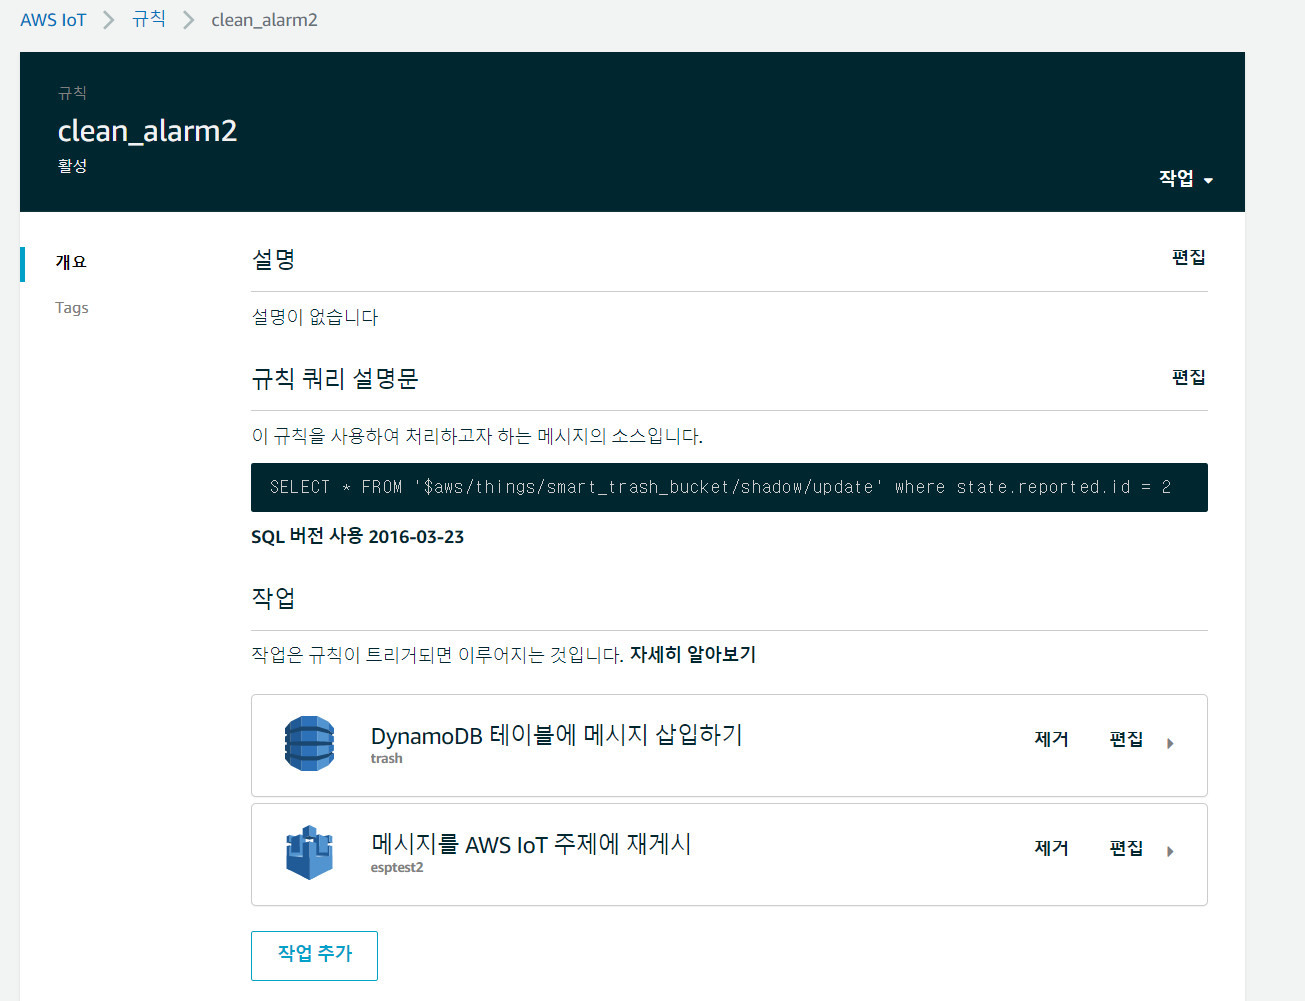 AWS IoT > 규칙 > clean_alarm2
규칙
clean_alarm2
활성
작업
개요
Tags
설명
편집
설명이 없습니다
규칙 쿼리 설명문
편집
이 규칙을 사용하여 처리하고자 하는 메시지의 소스입니다.
SELECT * FROM '$aws/things/smart_trash_bucket/shadow/update' where state.reported.id = 2
SQL 버전 사용 2016-03-23
작업
작업은 규칙이 트리거되면 이루어지는 것입니다. 자세히 알아보기
DynamoDB 테이블에 메시지 삽입하기
trash
제거 편집
메시지를 AWS IoT 주제에 재게시
esptest2
제거 편집
작업 추가